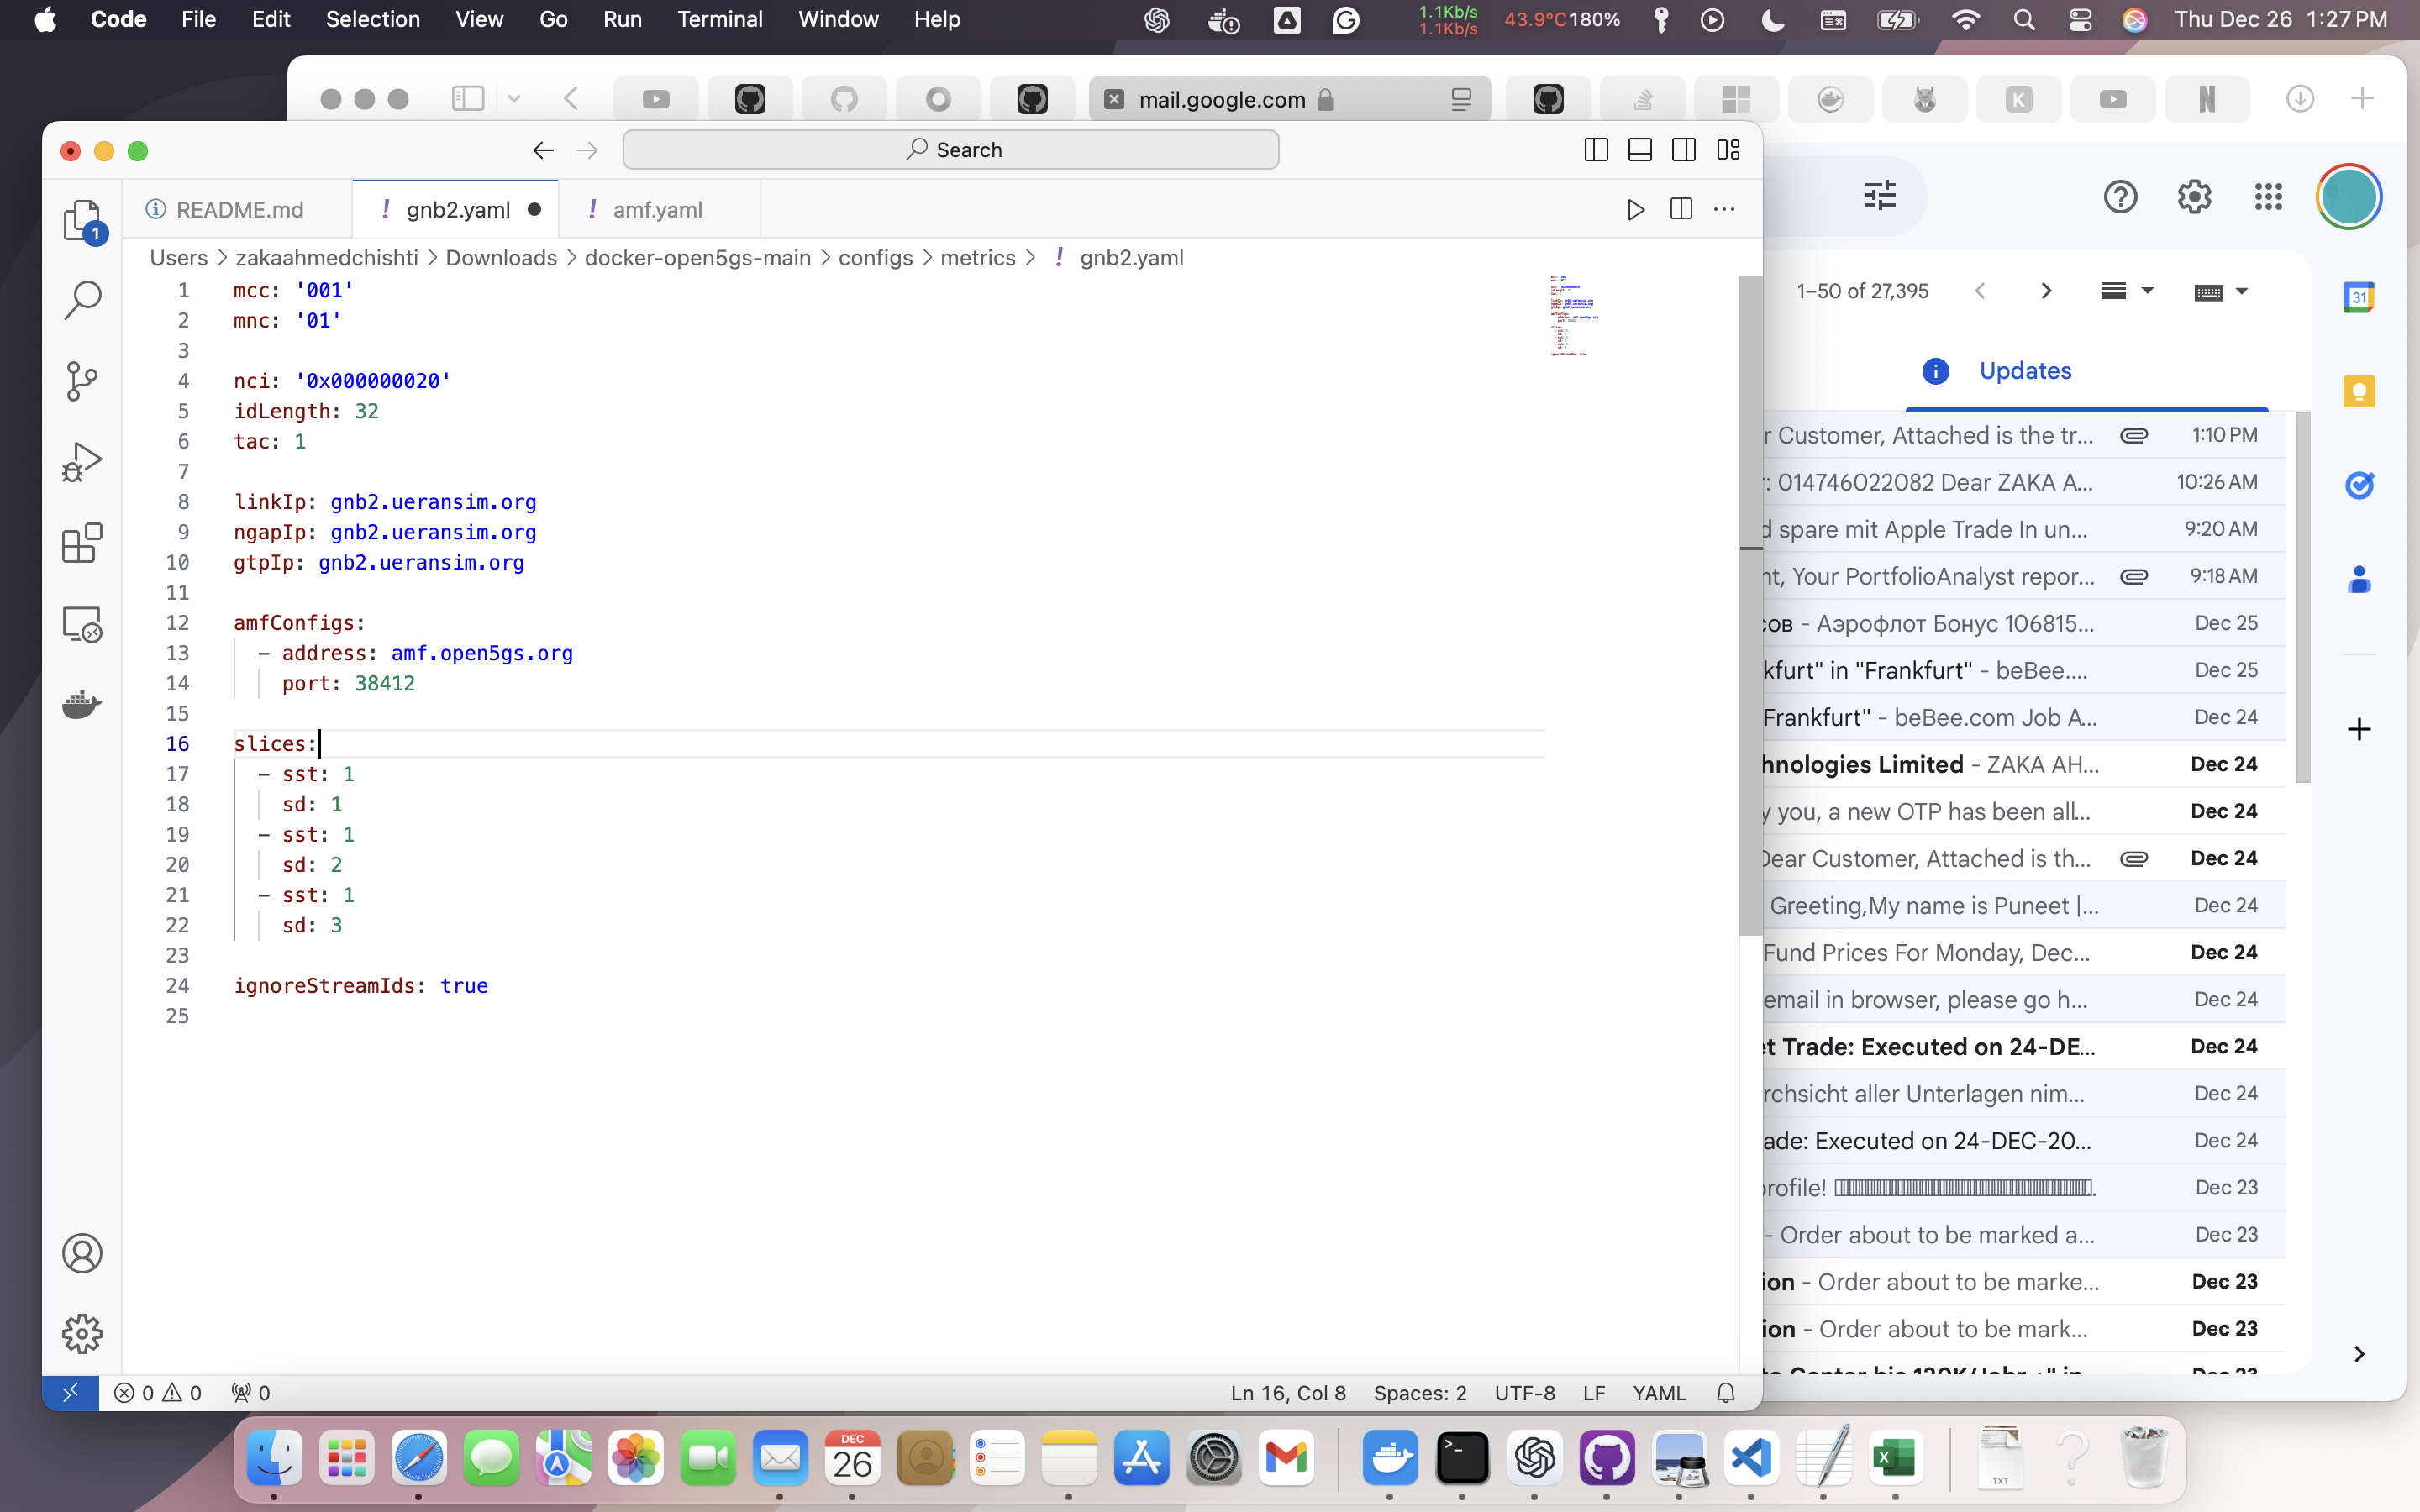 Code File Edit Selection View Go Run Terminal Window Help 1.1Kb/s 1.1Kb/s 43.9°C 180% Thu Dec 26 1:27 PM
mail.google.com
Search
README.md gnb2.yaml amf.yaml
Users > zakaahmedchishti > Downloads > docker-open5gs-main > configs > metrics > ! gnb2.yaml
1 mcc: '001'
2 mnc: '01'
3
4 nci: '0x000000020'
5 idLength: 32
6 tac: 1
7
8 linkIp: gnb2.ueransim.org
9 ngapIp: gnb2.ueransim.org
10 gtpIp: gnb2.ueransim.org
11
12 amfConfigs:
13 - address: amf.open5gs.org
14 port: 38412
15
16 slices:
17 - sst: 1
18 sd: 1
19 - sst: 1
20 sd: 2
21 - sst: 1
22 sd: 3
23
24 ignoreStreamIds: true
25
1
0 0 0
Ln 16, Col 8 Spaces: 2 UTF-8 LF YAML
1–50 of 27,395
31
Updates
r Customer, Attached is the tr... 1:10 PM
: 014746022082 Dear ZAKA A... 10:26 AM
d spare mit Apple Trade In un... 9:20 AM
nt, Your PortfolioAnalyst repor... 9:18 AM
сов - Аэрофлот Бонус 106815... Dec 25
kfurt" in "Frankfurt" - beBee.... Dec 25
Frankfurt" - beBee.com Job A... Dec 24
hnologies Limited - ZAKA AH... Dec 24
y you, a new OTP has been all... Dec 24
Dear Customer, Attached is th... Dec 24
Greeting,My name is Puneet |... Dec 24
Fund Prices For Monday, Dec... Dec 24
email in browser, please go h... Dec 24
et Trade: Executed on 24-DE... Dec 24
rchsicht aller Unterlagen nim... Dec 24
ade: Executed on 24-DEC-20... Dec 24
profile! Dec 23
- Order about to be marked a... Dec 23
ion - Order about to be marke... Dec 23
ion - Order about to be mark... Dec 23
DEC
26
TXT